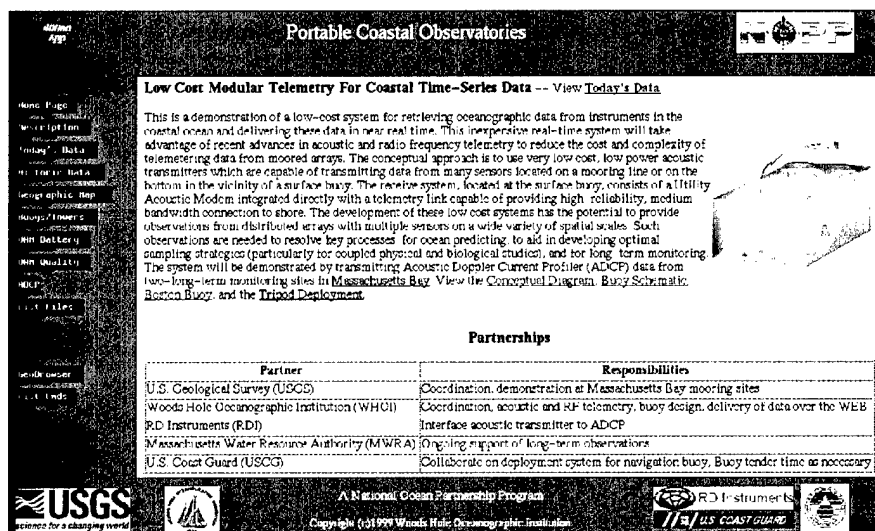 Portable Coastal Observatories
Low Cost Modular Telemetry For Coastal Time-Series Data -- View Today's Data
This is a demonstration of a low-cost system for retrieving oceanographic data from instruments in the
coastal ocean and delivering these data in near real time. This inexpensive real-time system will take
advantage of recent advances in acoustic and radio frequency telemetry to reduce the cost and complexity of
telemetering data from moored arrays. The conceptual approach is to use very low cost, low power acoustic
transmitters which are capable of transmitting data from many sensors located on a mooring line or on the
bottom in the vicinity of a surface buoy. The receive system, located at the surface buoy, consists of a Utility
Acoustic Modem integrated directly with a telemetry link capable of providing high-reliability, medium
bandwidth connection to shore. The development of these low cost systems has the potential to provide
observations from distributed arrays with multiple sensors on a wide variety of spatial scales. Such
observations are needed to resolve key processes for ocean predicting, to aid in developing optimal
sampling strategies (particularly for coupled physical and biological studies), and for long-term monitoring.
The system will be demonstrated by transmitting Acoustic Doppler Current Profiler (ADCP) data from
two-long-term monitoring sites in Massachusetts Bay. View the Conceptual Diagram, Buoy Schematic,
Boston Buoy, and the Tripod Deployment.
Home Page
Description
Today's Data
Historic Data
Geographic Map
Buoys/Towers
UAM Battery
UAM Quality
ADCP
List Files
GeoBrowser
List Cmds
Partnerships
Partner Responsibilities
U.S. Geological Survey (USGS) Coordination, demonstration at Massachusetts Bay mooring sites
Woods Hole Oceanographic Institution (WHOI) Coordination, acoustic and RF telemetry, buoy design, delivery of data over the WEB
RD Instruments (RDI) Interface acoustic transmitter to ADCP
Massachusetts Water Resource Authority (MWRA) Ongoing support of long-term observations
U.S. Coast Guard (USCG) Collaborate on deployment system for navigation buoy, Buoy tender time as necessary
USGS
science for a changing world
A National Ocean Partnership Program
Copyright (c)1999 Woods Hole Oceanographic Institution
RD Instruments
U.S. COAST GUARD